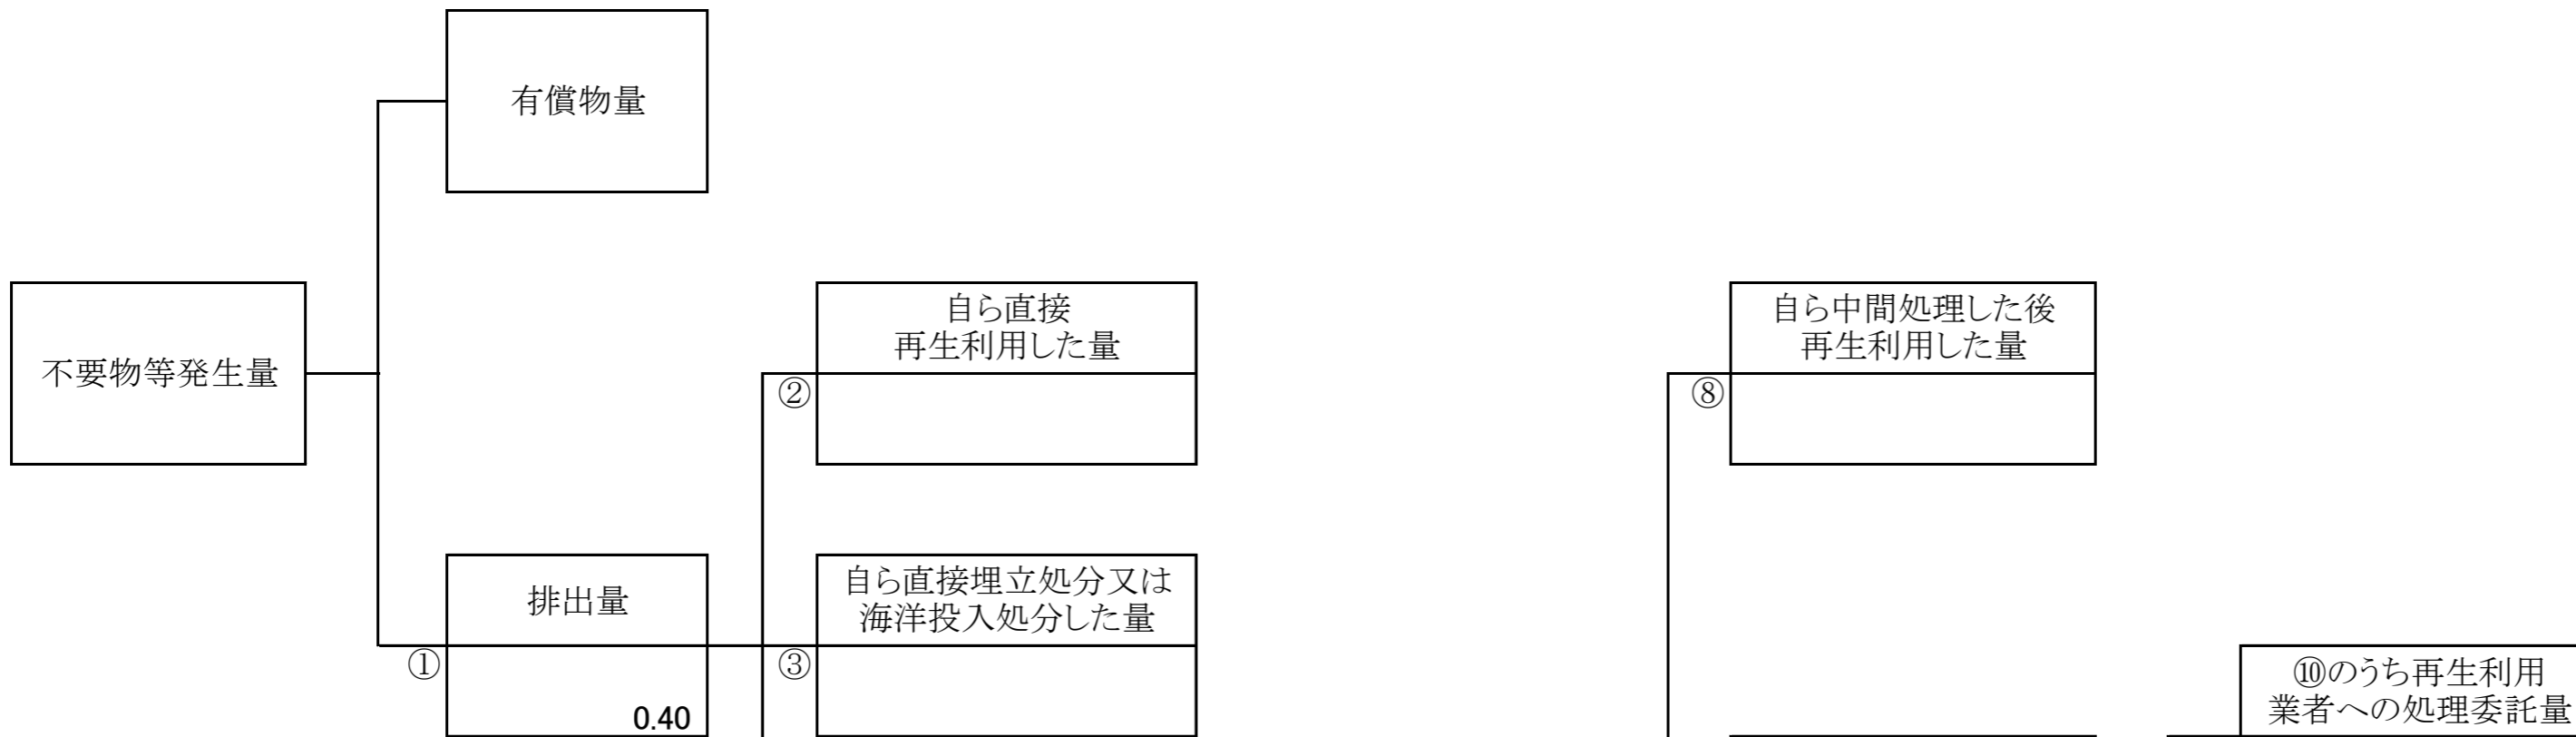 有償物量
不要物等発生量
自ら直接
再生利用した量
②
自ら中間処理した後
再生利用した量
⑧
排出量
①
0.40
自ら直接埋立処分又は
海洋投入処分した量
③
⑩のうち再生利用
業者への処理委託量